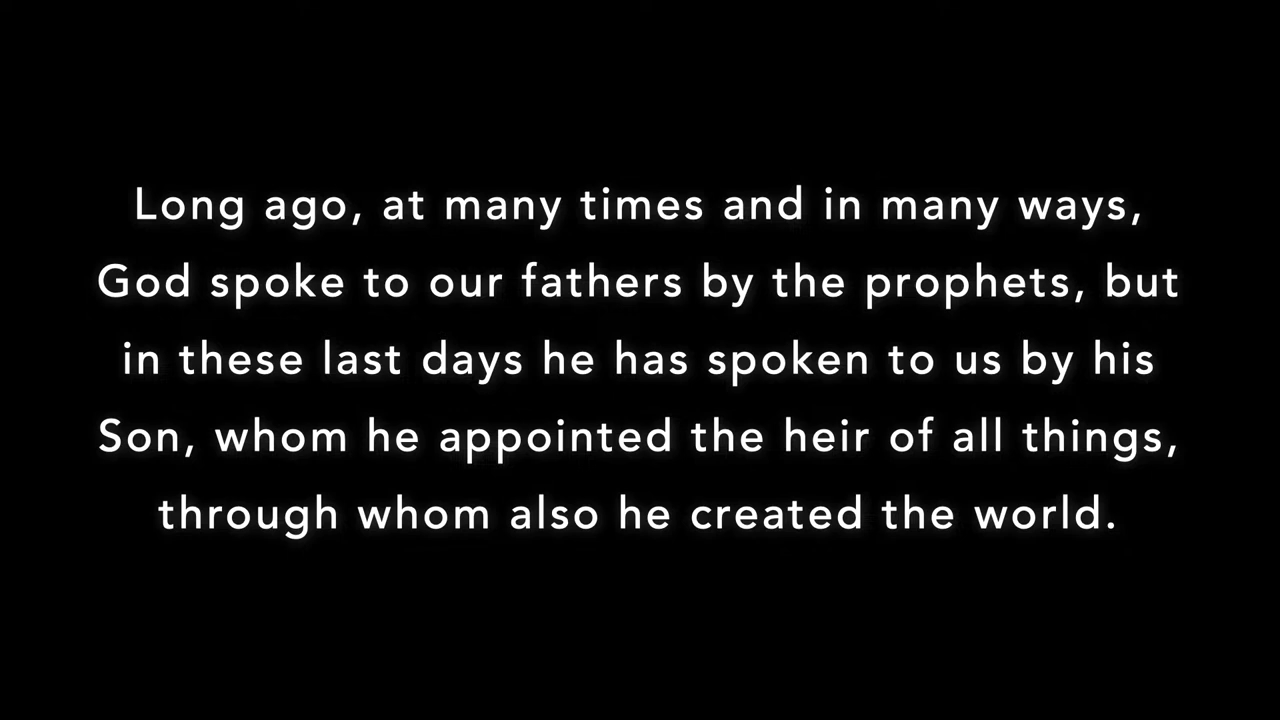 Long ago, at many times and in many ways,
God spoke to our fathers by the prophets, but
in these last days he has spoken to us by his
Son, whom he appointed the heir of all things,
through whom also he created the world.